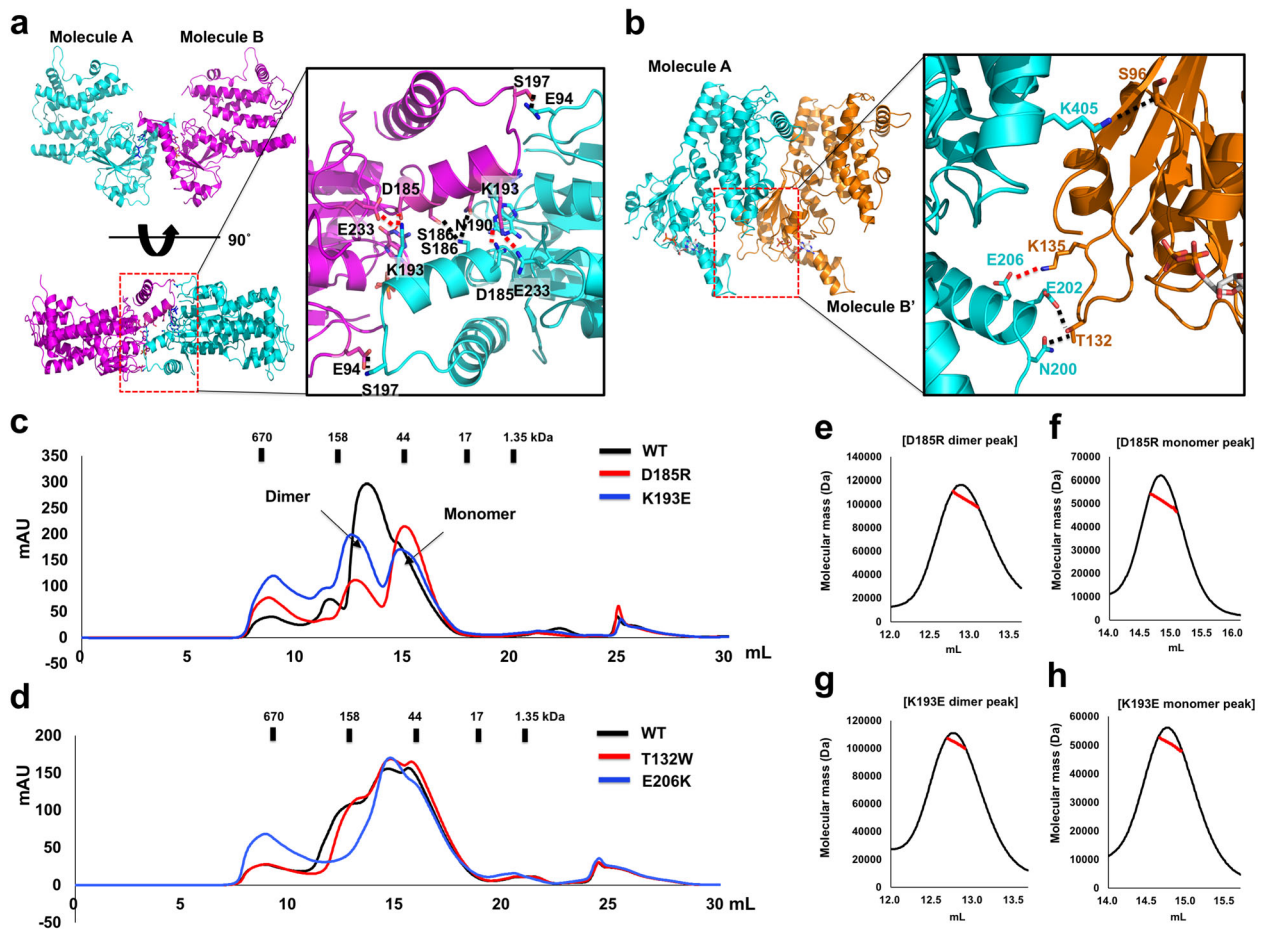 a
Molecule A
Molecule B
90˚
S197
E94
D185
K193
E233
S186
N190
S186
K193
D185
E233
E94
S197
b
Molecule A
Molecule B’
S96
K405
K135
E206
E202
T132
N200
c
670
158
44
17
1.35 kDa
WT
D185R
K193E
Dimer
Monomer
mAU
350
300
250
200
150
100
50
0
-50
0
5
10
15
20
25
30
mL
d
670
158
44
17
1.35 kDa
WT
T132W
E206K
mAU
200
150
100
50
0
-50
0
5
10
15
20
25
30
mL
e
[D185R dimer peak]
Molecular mass (Da)
140000
120000
100000
80000
60000
40000
20000
0
12.0
12.5
13.0
13.5
mL
f
[D185R monomer peak]
Molecular mass (Da)
70000
60000
50000
40000
30000
20000
10000
0
14.0
14.5
15.0
16.1
mL
g
[K193E dimer peak]
Molecular mass (Da)
120000
100000
80000
60000
40000
20000
0
12.0
12.5
13.0
13.5
mL
h
[K193E monomer peak]
Molecular mass (Da)
60000
50000
40000
30000
20000
10000
0
14.0
14.5
15.0
15.5
mL